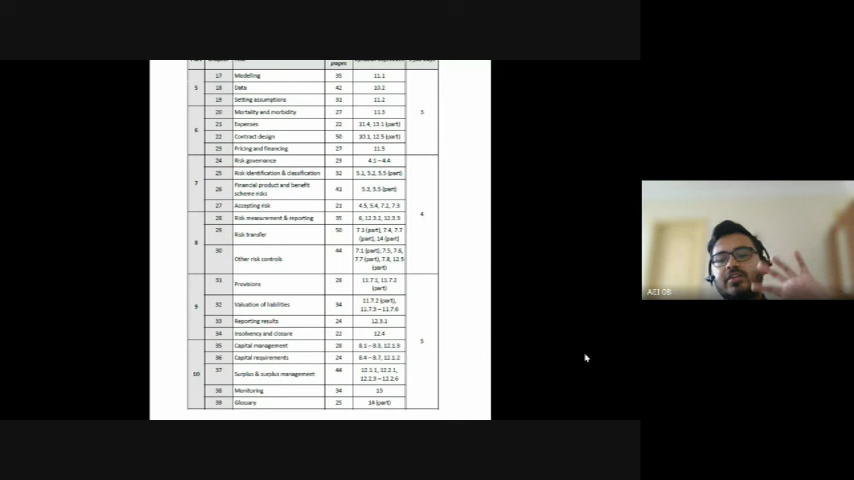 pages
17 Modelling 35 11.1
5 18 Data 42 10.2
19 Setting assumptions 31 11.2
3
20 Mortality and morbidity 27 11.3
6 21 Expenses 22 11.4, 13.1 (part)
22 Contract design 50 10.1, 12.5 (part)
23 Pricing and financing 27 11.5
24 Risk governance 23 4.1 – 4.4
7 25 Risk identification & classification 32 5.1, 5.2, 5.5 (part)
26 Financial product and benefit
scheme risks 41 5.3, 5.5 (part)
27 Accepting risk 21 4.5, 5.4, 7.2, 7.3
4
28 Risk measurement & reporting 35 6, 12.3.2, 12.3.3
8 29 Risk transfer 50 7.1 (part), 7.4, 7.7
(part), 14 (part)
30 Other risk controls 44 7.1 (part), 7.5, 7.6,
7.7 (part), 7.8, 12.5
(part)
31 Provisions 28 11.7.1, 11.7.2
(part)
9 32 Valuation of liabilities 34 11.7.2 (part),
11.7.3 – 11.7.6
33 Reporting results 24 12.3.1
34 Insolvency and closure 22 12.4
5
35 Capital management 28 8.1 – 8.3, 12.1.3
36 Capital requirements 24 8.4 – 8.7, 12.1.2
10 37 Surplus & surplus management 44 12.1.1, 12.2.1,
12.2.3 – 12.2.6
38 Monitoring 34 13
39 Glossary 25 14 (part)
AEI 08